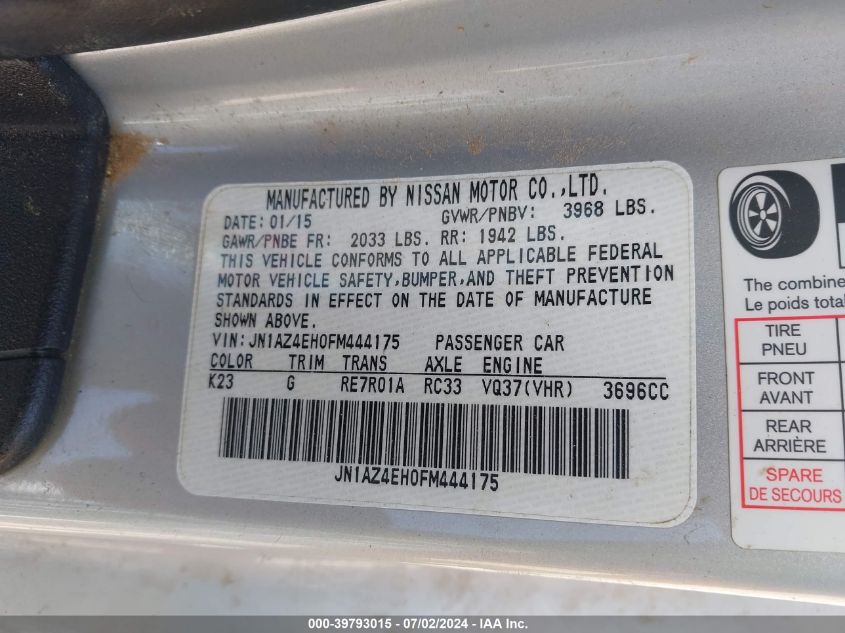 MANUFACTURED BY NISSAN MOTOR CO.,LTD.
DATE: 01/15 GVWR/PNBV: 3968 LBS.
GAWR/PNBE FR: 2033 LBS. RR: 1942 LBS.
THIS VEHICLE CONFORMS TO ALL APPLICABLE FEDERAL
MOTOR VEHICLE SAFETY,BUMPER,AND THEFT PREVENTION
STANDARDS IN EFFECT ON THE DATE OF MANUFACTURE
SHOWN ABOVE.
VIN:JN1AZ4EH0FM444175 PASSENGER CAR
COLOR TRIM TRANS AXLE ENGINE
K23 G RE7R01A RC33 VQ37(VHR) 3696CC
JN1AZ4EH0FM444175
The combine
Le poids total
TIRE
PNEU
FRONT
AVANT
REAR
ARRIÈRE
SPARE
DE SECOURS
000-39793015 - 07/02/2024 - IAA Inc.